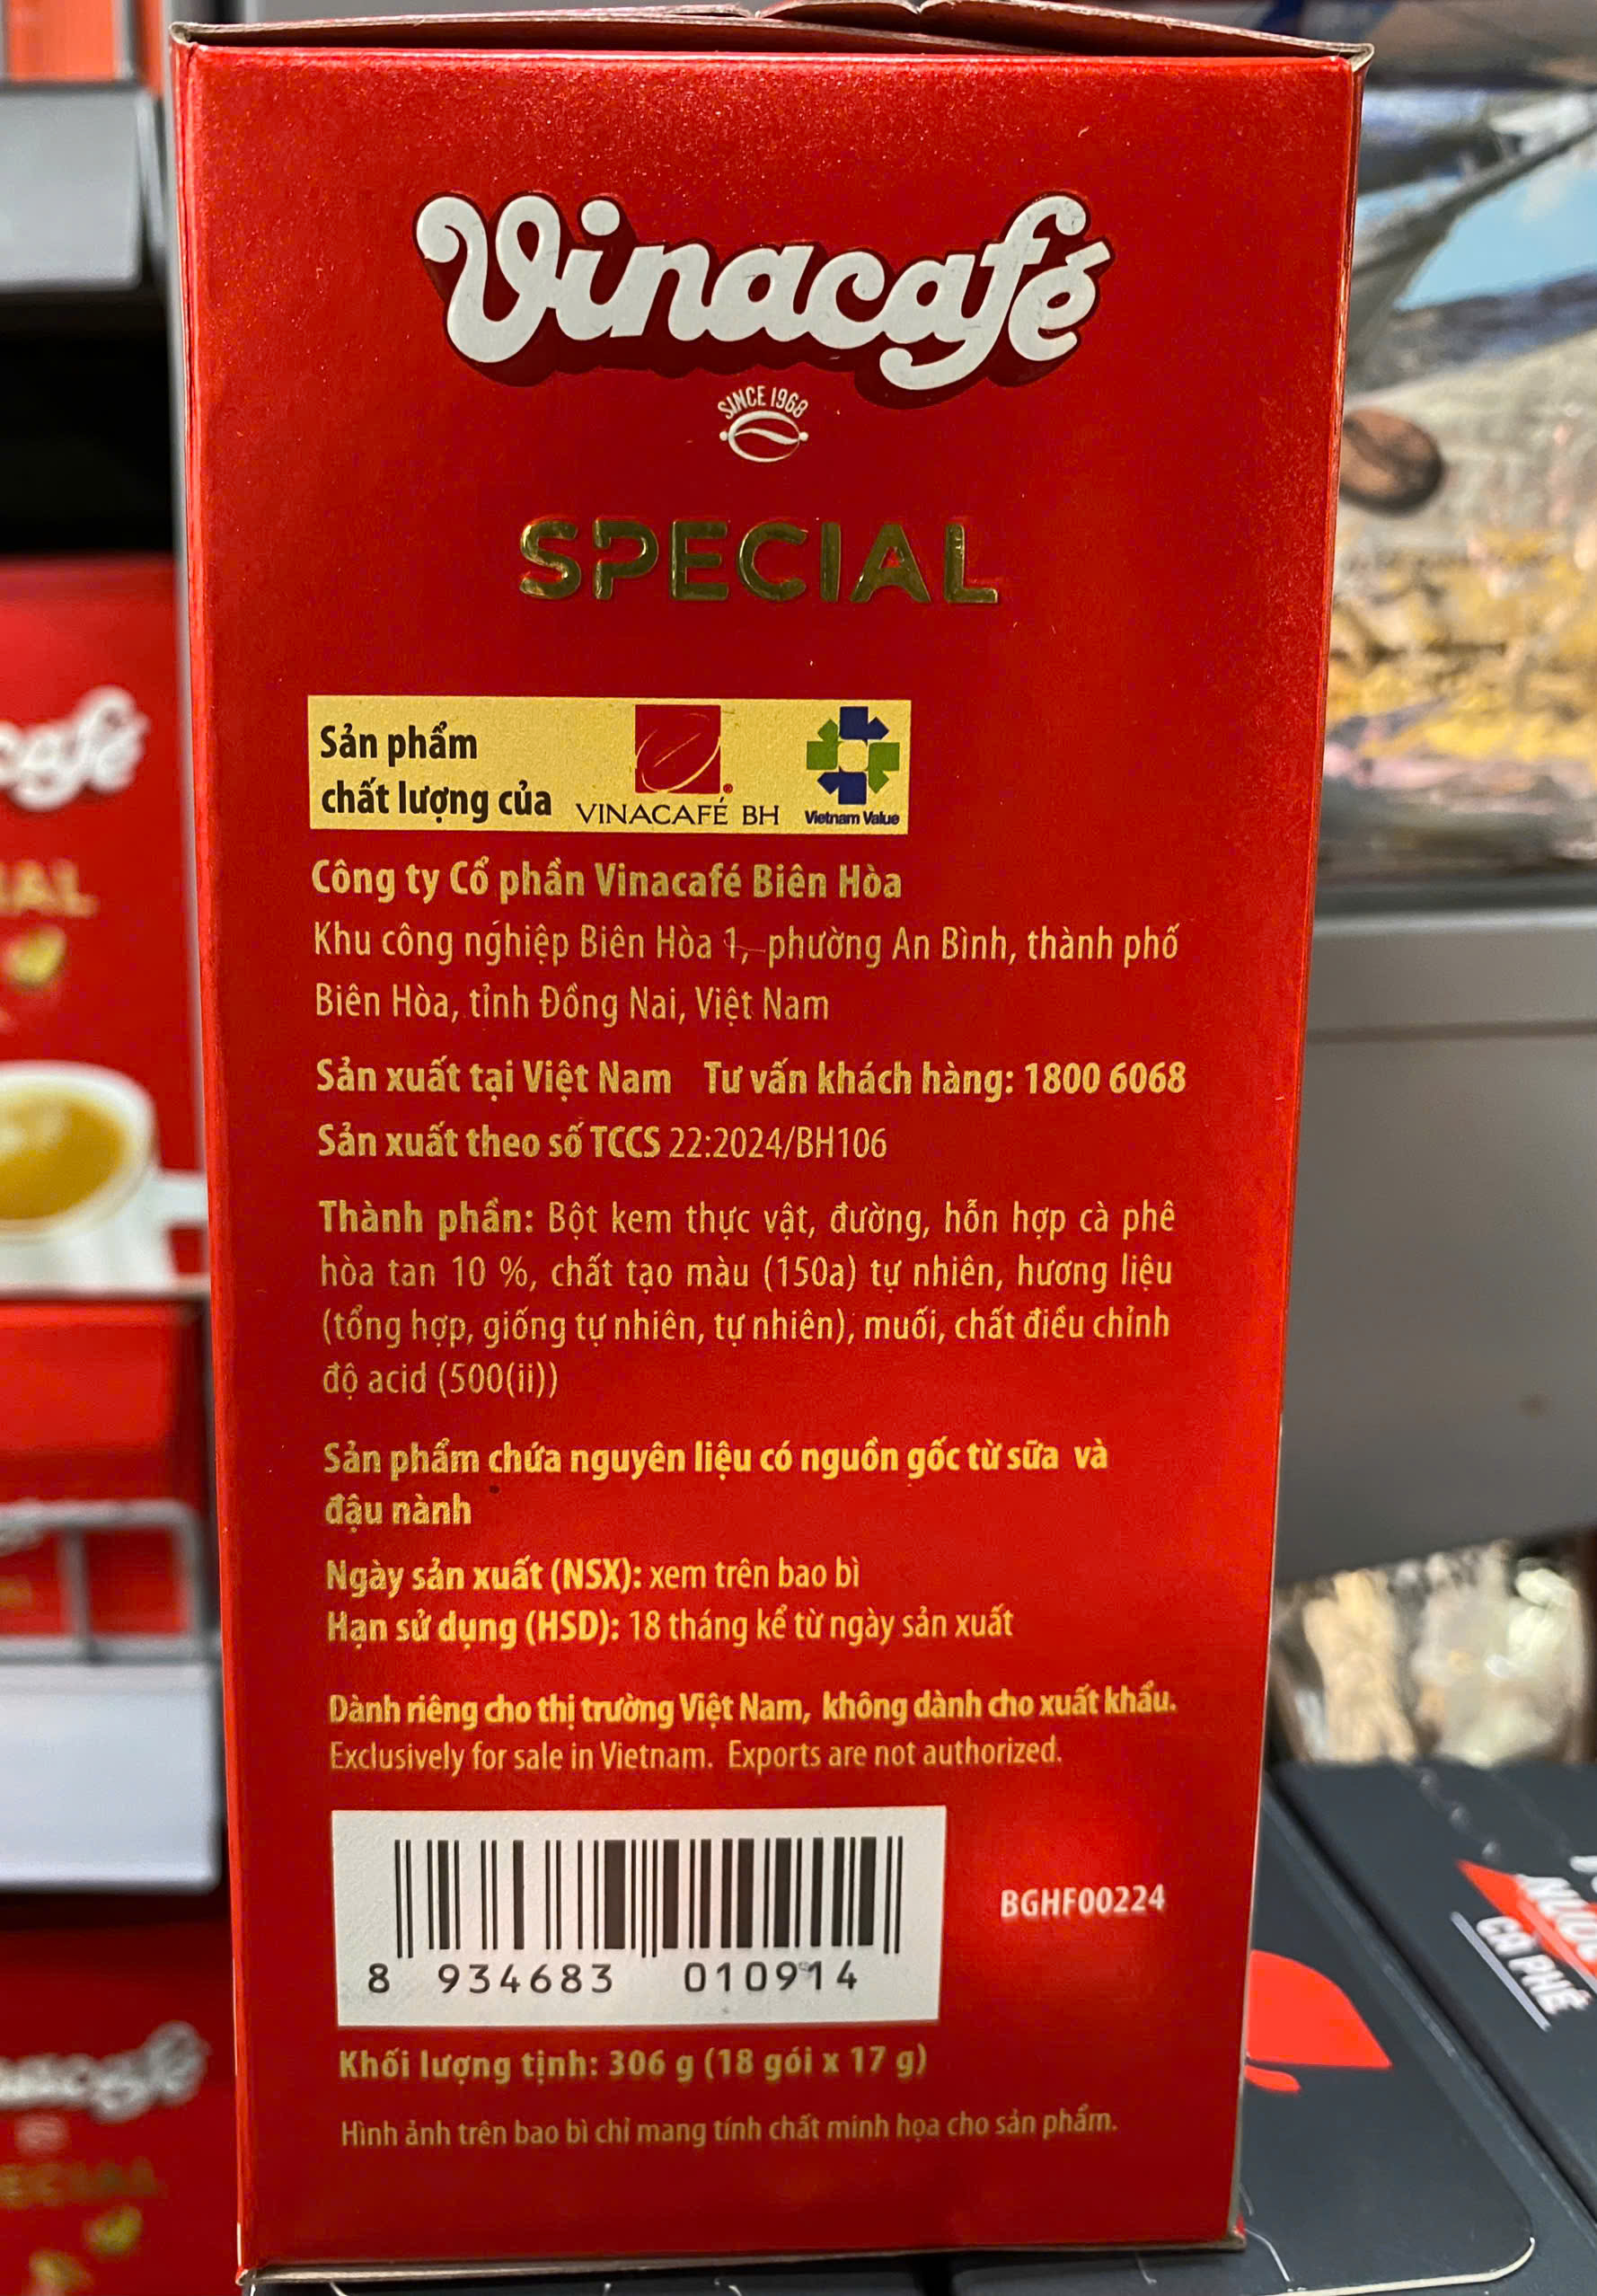 Vinacafé
SINCE 1968
SPECIAL
Sản phẩm
chất lượng của
VINACAFÉ BH
Vietnam Value
Công ty Cổ phần Vinacafé Biên Hòa
Khu công nghiệp Biên Hòa 1, phường An Bình, thành phố
Biên Hòa, tỉnh Đồng Nai, Việt Nam
Sản xuất tại Việt Nam Tư vấn khách hàng: 1800 6068
Sản xuất theo số TCCS 22:2024/BH106
Thành phần: Bột kem thực vật, đường, hỗn hợp cà phê
hòa tan 10 %, chất tạo màu (150a) tự nhiên, hương liệu
(tổng hợp, giống tự nhiên, tự nhiên), muối, chất điều chỉnh
độ acid (500(ii))
Sản phẩm chứa nguyên liệu có nguồn gốc từ sữa và
đậu nành
Ngày sản xuất (NSX): xem trên bao bì
Hạn sử dụng (HSD): 18 tháng kể từ ngày sản xuất
Dành riêng cho thị trường Việt Nam, không dành cho xuất khẩu.
Exclusively for sale in Vietnam. Exports are not authorized.
8 934683 010914
BGHF00224
Khối lượng tịnh: 306 g (18 gói x 17 g)
Hình ảnh trên bao bì chỉ mang tính chất minh họa cho sản phẩm.
CÀ PHÊ